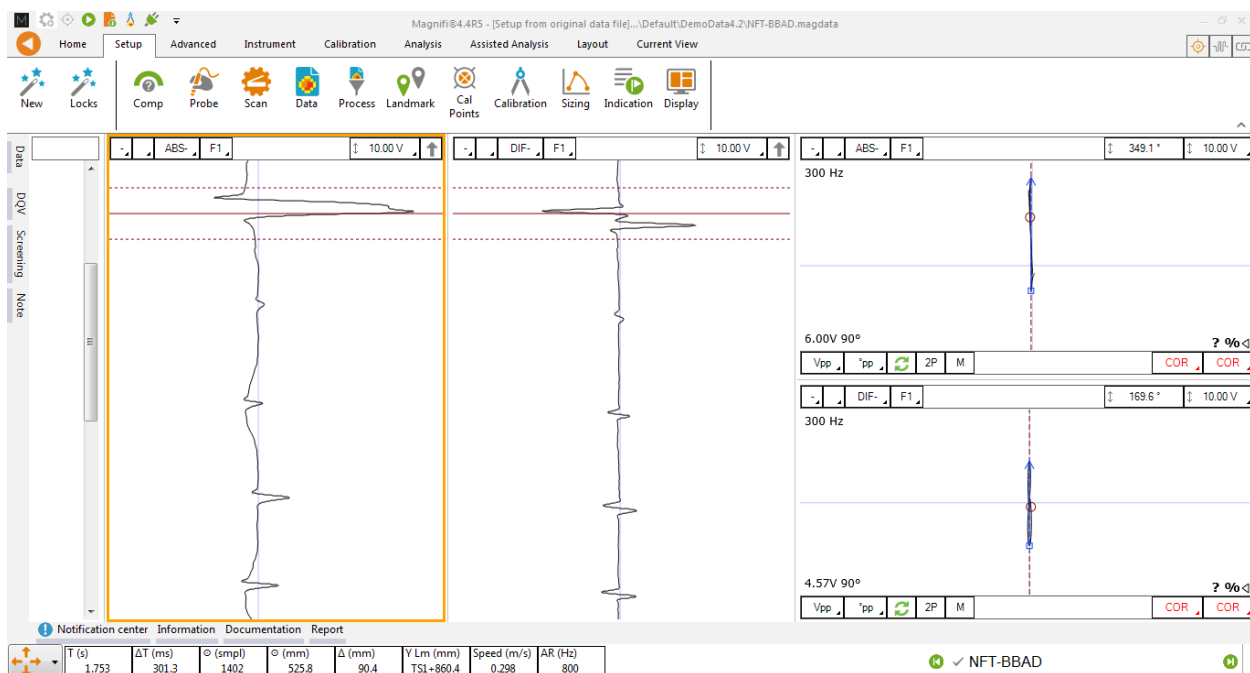 M
Magnifi®4.4R5 - [Setup from original data file]...\Default\DemoData4.2\NFT-BBAD.magdata
Home Setup Advanced Instrument Calibration Analysis Assisted Analysis Layout Current View
New Locks Comp Probe Scan Data Process Landmark Cal Points Calibration Sizing Indication Display
Data
DQV
Screening
Note
- ABS- F1 10.00 V
- DIF- F1 10.00 V
- ABS- F1 349.1° 10.00 V
300 Hz
6.00V 90°
? %
Vpp °pp 2P M COR COR
- DIF- F1 169.6° 10.00 V
300 Hz
4.57V 90°
? %
Vpp °pp 2P M COR COR
Notification center Information Documentation Report
T (s) ΔT (ms) ⊙ (smpl) ⊙ (mm) Δ (mm) Y Lm (mm) Speed (m/s) AR (Hz)
1.753 301.3 1402 525.8 90.4 TS1+860.4 0.298 800
✓ NFT-BBAD